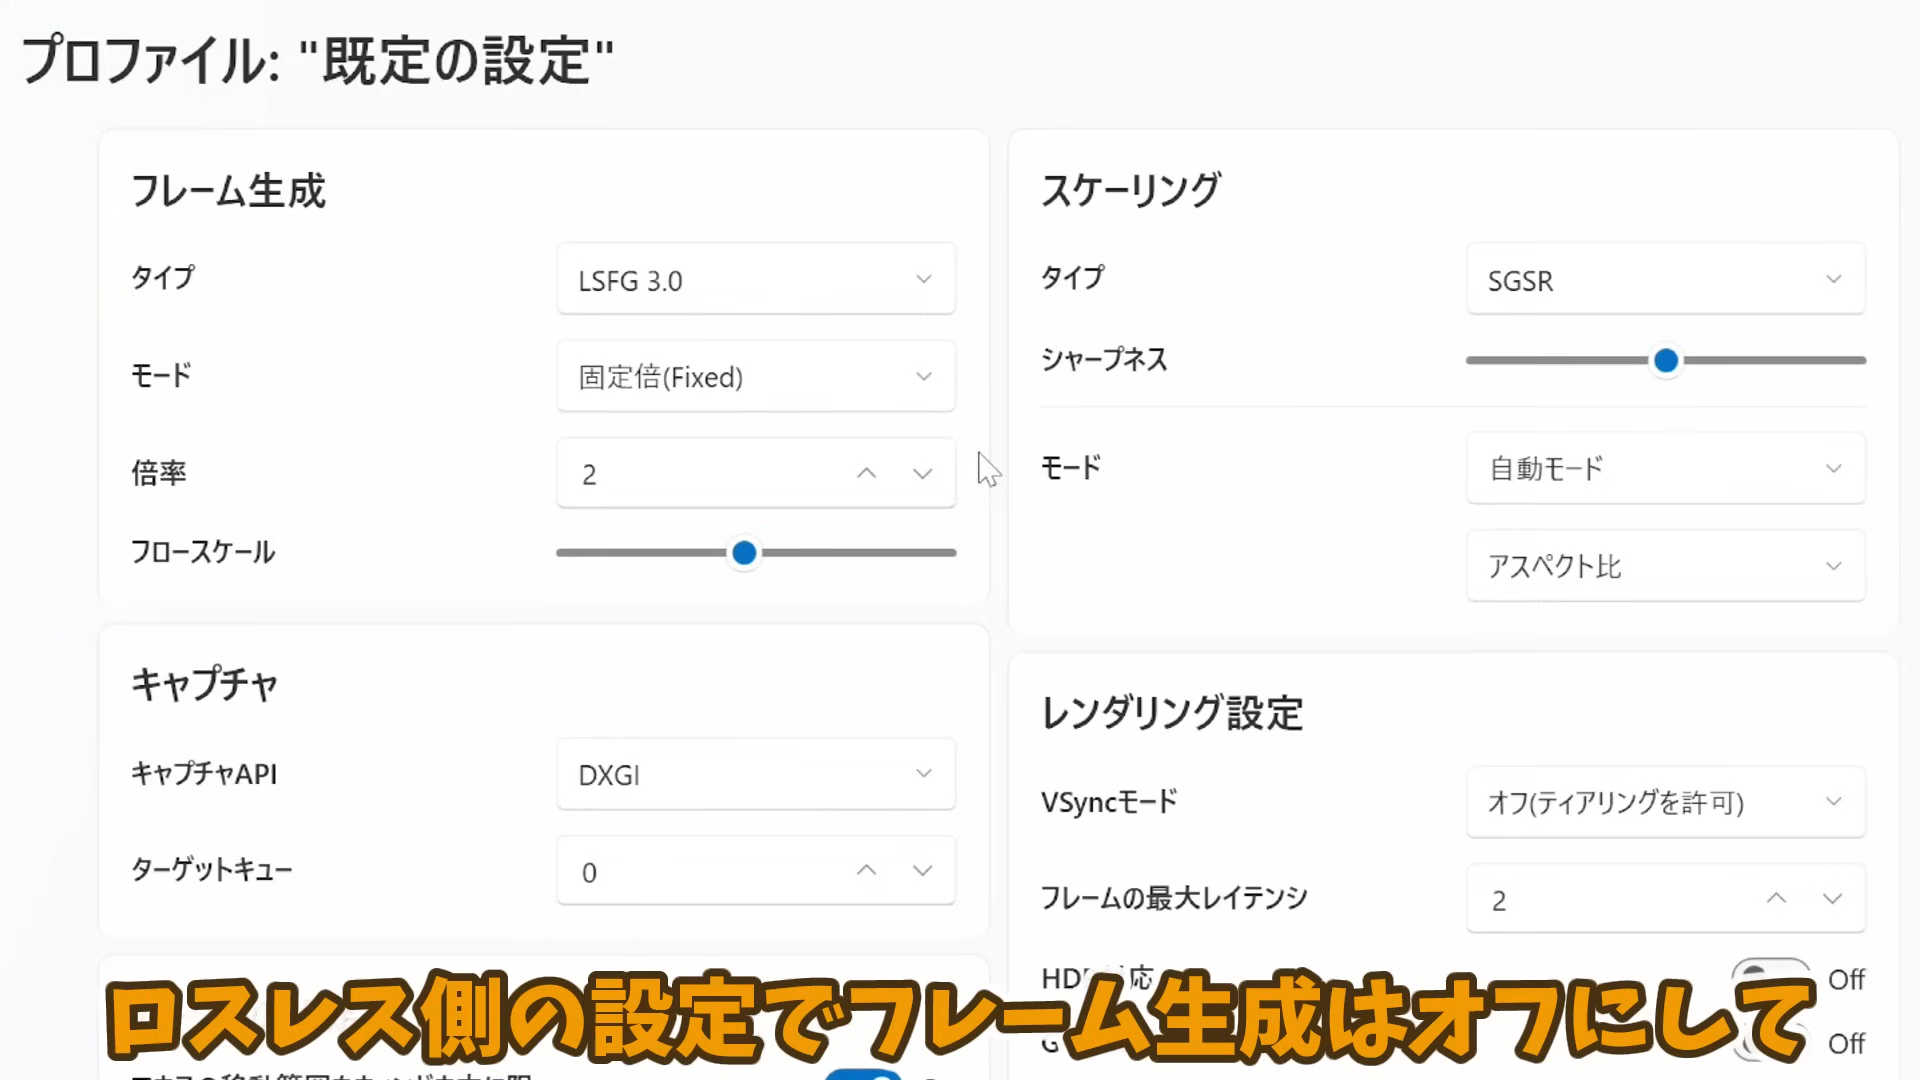 プロファイル: "既定の設定"
フレーム生成
タイプ
LSFG 3.0
モード
固定倍(Fixed)
倍率
2
フロースケール
キャプチャ
キャプチャAPI
DXGI
ターゲットキュー
0
スケーリング
タイプ
SGSR
シャープネス
モード
自動モード
アスペクト比
レンダリング設定
VSyncモード
オフ(ティアリングを許可)
フレームの最大レイテンシ
2
Off
Off
ロスレス側の設定でフレーム生成はオフにして